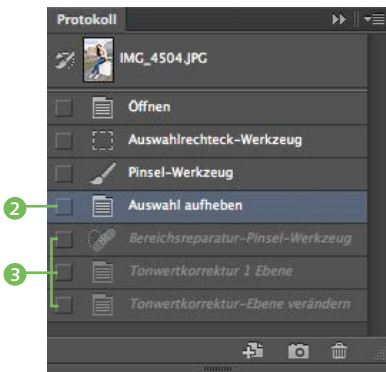 Protokoll
IMG_4504.JPG
Öffnen
Auswahlrechteck-Werkzeug
Pinsel-Werkzeug
2 Auswahl aufheben
Bereichsreparatur-Pinsel-Werkzeug
3 Tonwertkorrektur 1 Ebene
Tonwertkorrektur-Ebene verändern